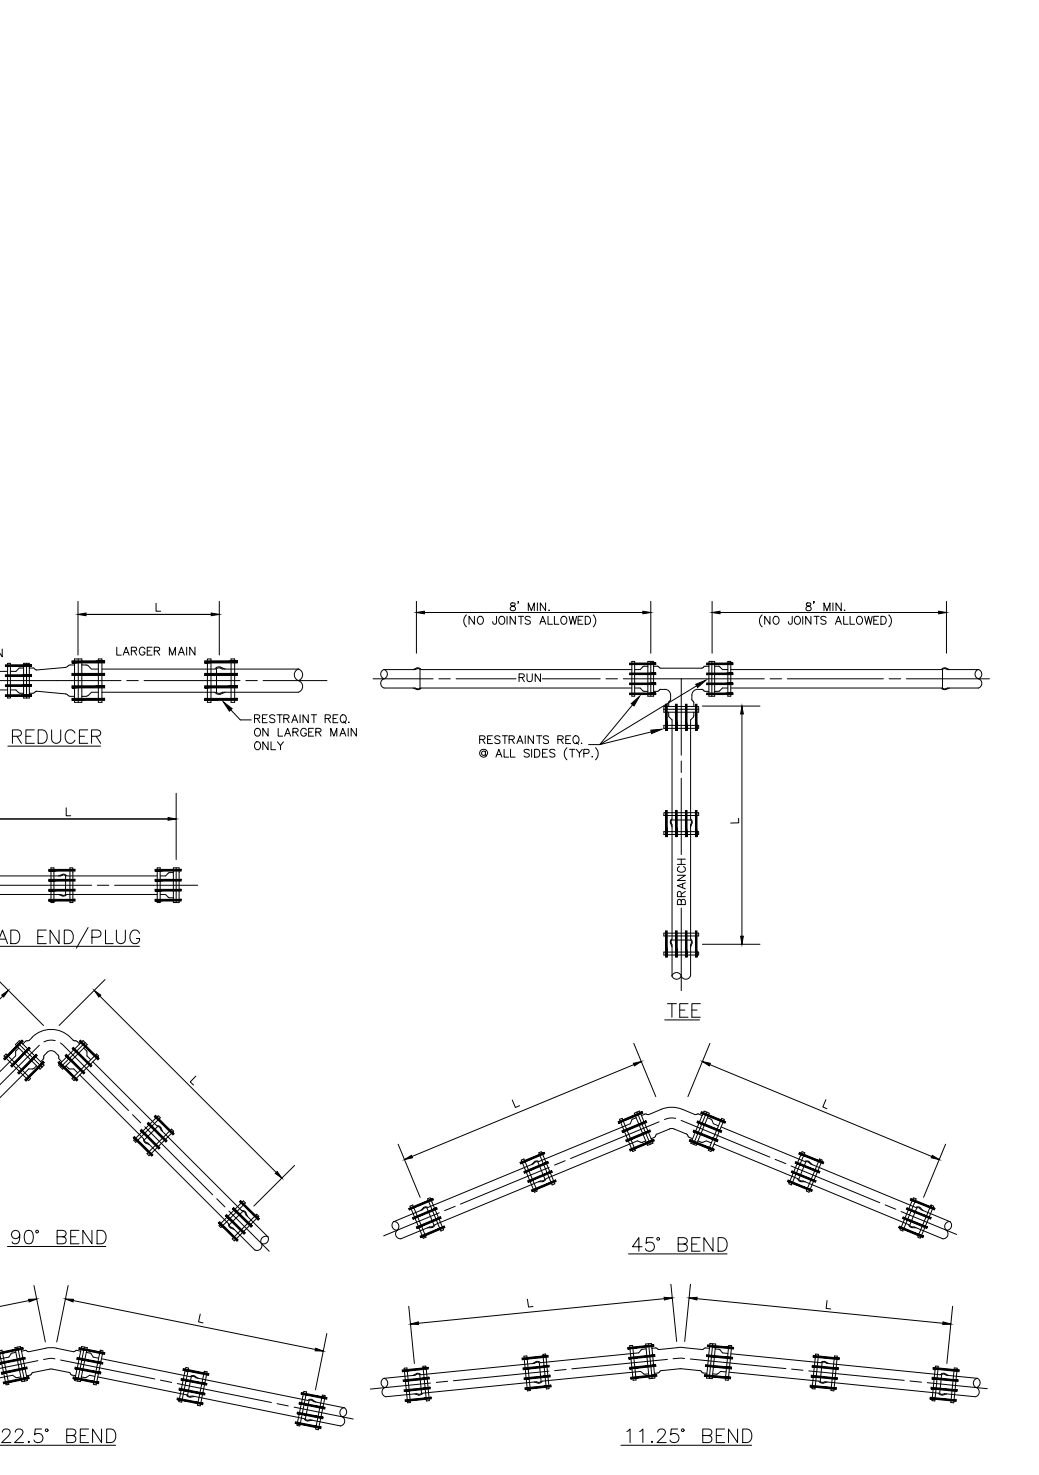 L
8' MIN.
(NO JOINTS ALLOWED)
8' MIN.
(NO JOINTS ALLOWED)
N
LARGER MAIN
RUN
RESTRAINT REQ.
ON LARGER MAIN
ONLY
REDUCER
RESTRAINTS REQ.
@ ALL SIDES (TYP.)
L
L
BRANCH
AD END/PLUG
TEE
L
L
L
90° BEND
45° BEND
L
L
L
22.5° BEND
11.25° BEND